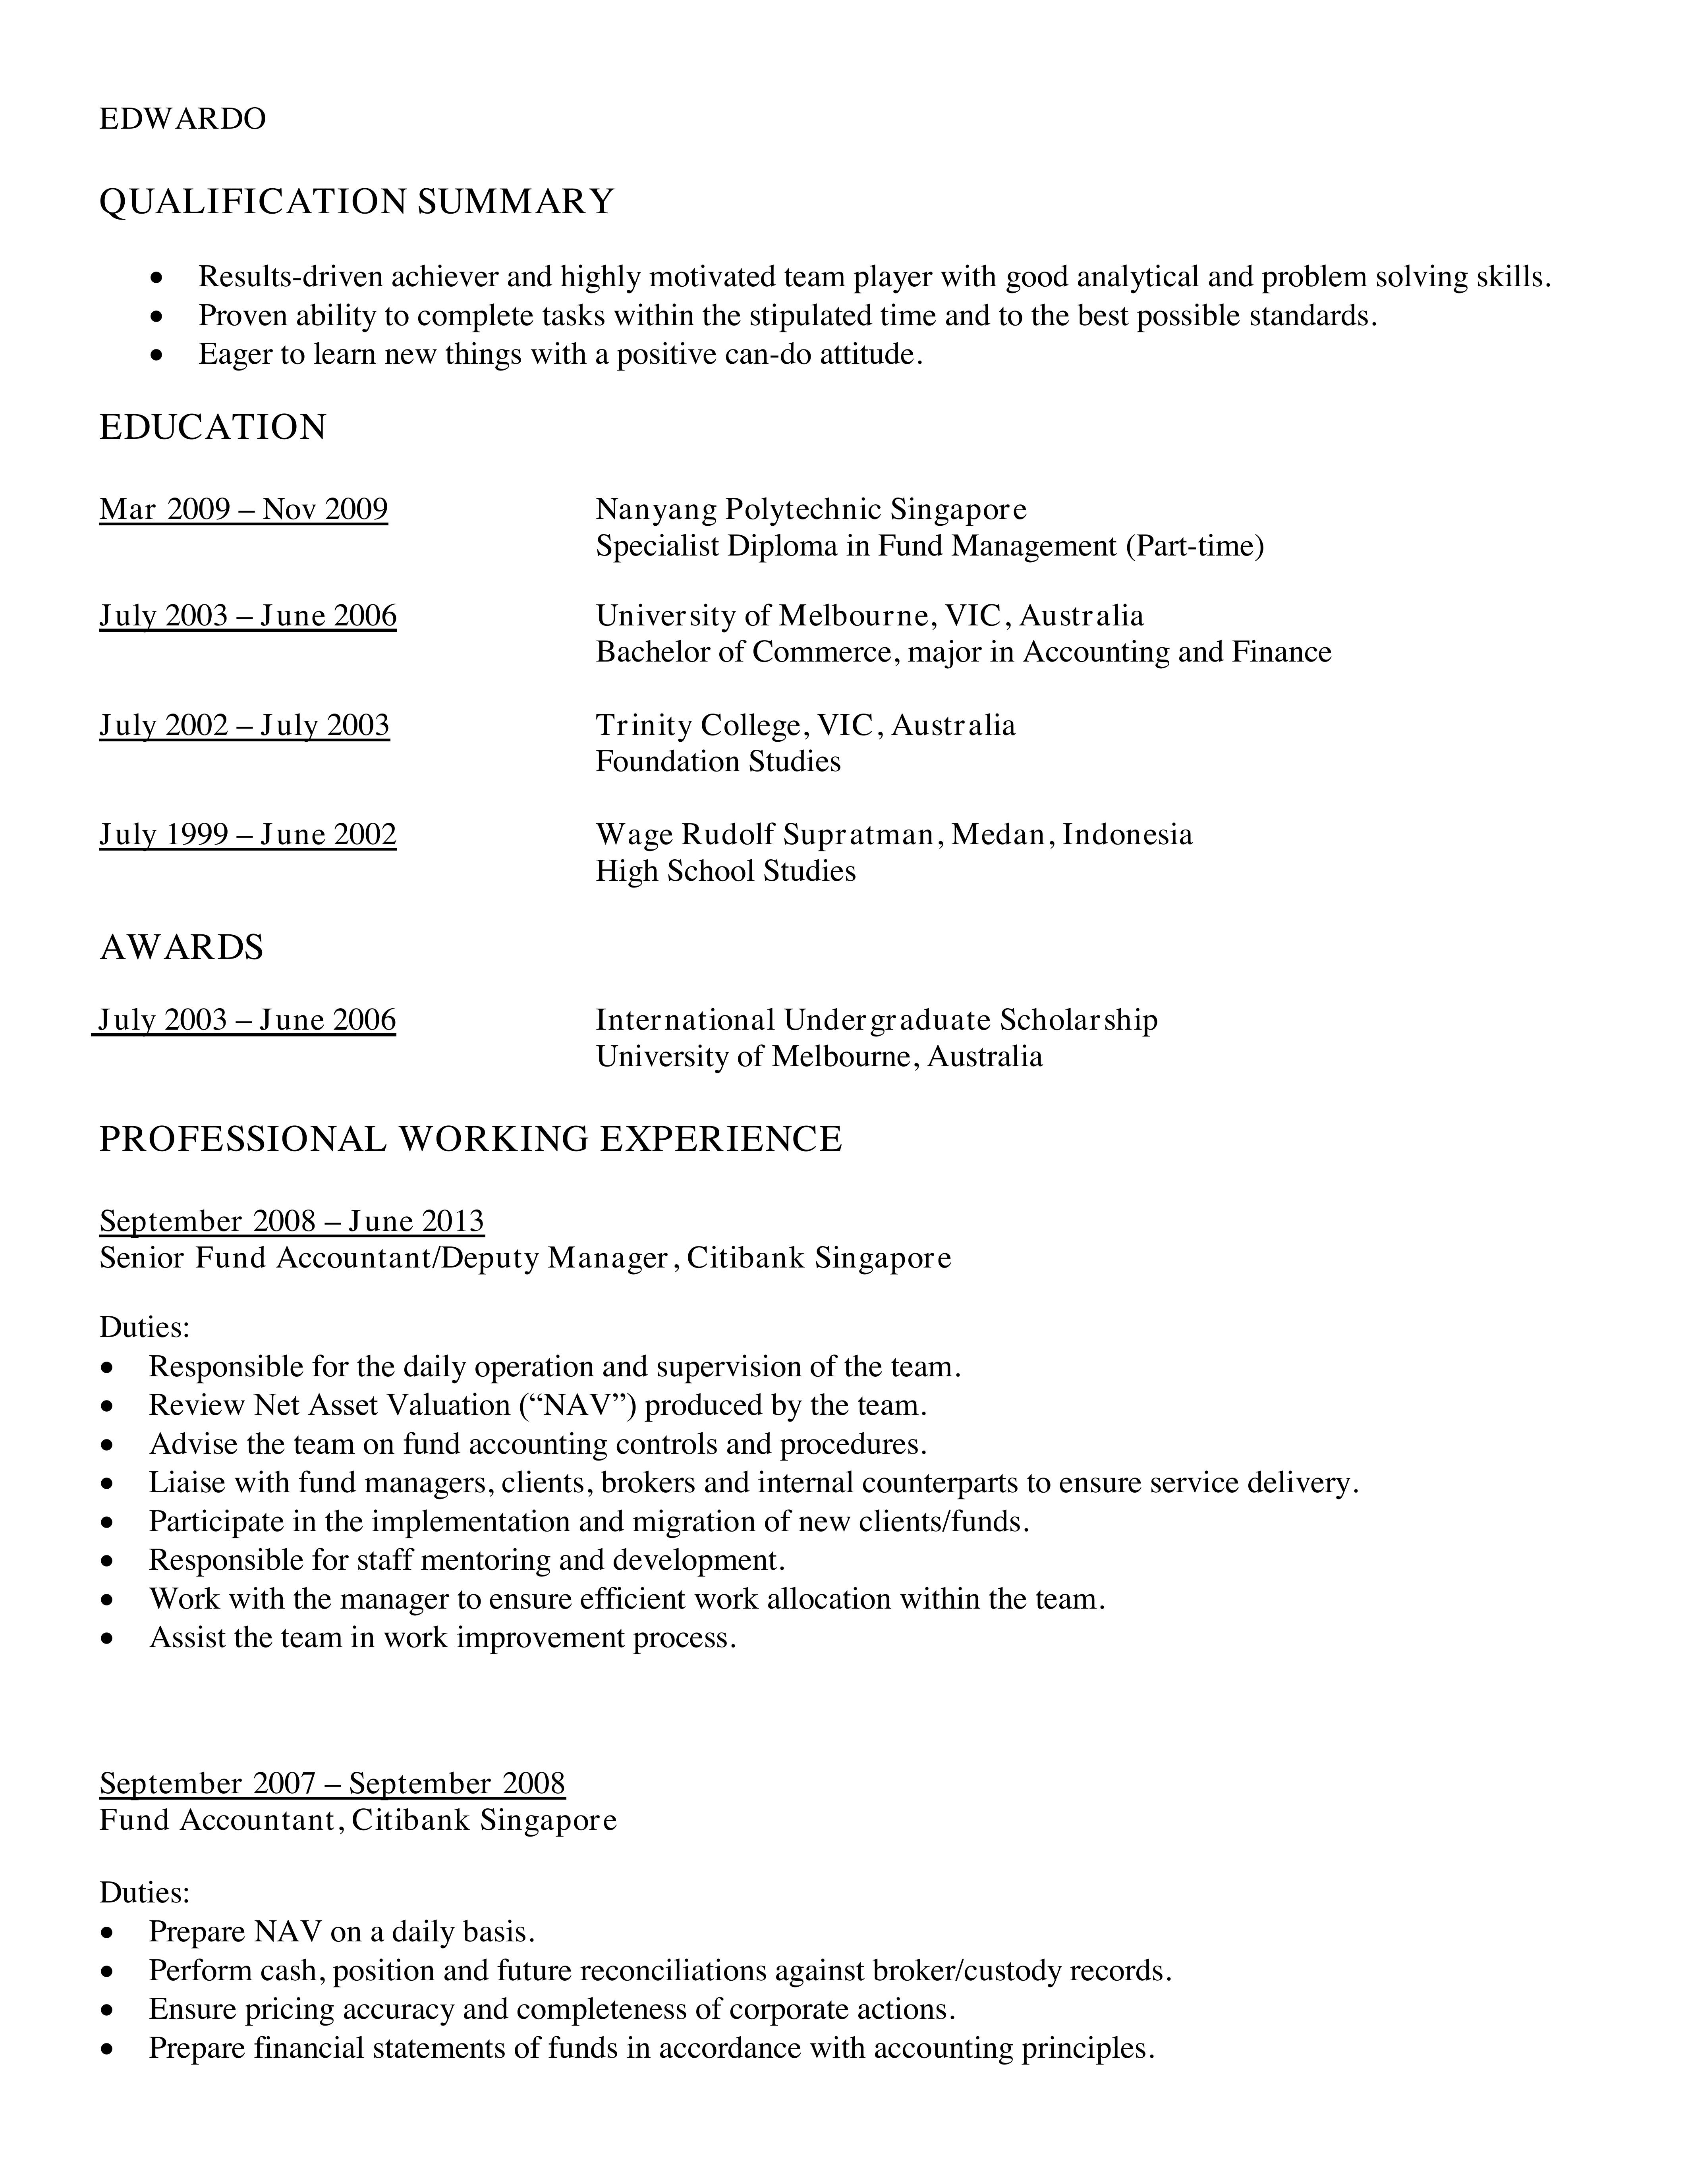 EDWARDO
QUALIFICATION SUMMARY
• Results-driven achiever and highly motivated team player with good analytical and problem solving skills.
• Proven ability to complete tasks within the stipulated time and to the best possible standards.
• Eager to learn new things with a positive can-do attitude.
EDUCATION
Mar 2009 – Nov 2009 Nanyang Polytechnic Singapore
Specialist Diploma in Fund Management (Part-time)
July 2003 – June 2006 University of Melbourne, VIC, Australia
Bachelor of Commerce, major in Accounting and Finance
July 2002 – July 2003 Trinity College, VIC, Australia
Foundation Studies
July 1999 – June 2002 Wage Rudolf Supratman, Medan, Indonesia
High School Studies
AWARDS
July 2003 – June 2006 International Undergraduate Scholarship
University of Melbourne, Australia
PROFESSIONAL WORKING EXPERIENCE
September 2008 – June 2013
Senior Fund Accountant/Deputy Manager, Citibank Singapore
Duties:
• Responsible for the daily operation and supervision of the team.
• Review Net Asset Valuation (“NAV”) produced by the team.
• Advise the team on fund accounting controls and procedures.
• Liaise with fund managers, clients, brokers and internal counterparts to ensure service delivery.
• Participate in the implementation and migration of new clients/funds.
• Responsible for staff mentoring and development.
• Work with the manager to ensure efficient work allocation within the team.
• Assist the team in work improvement process.
September 2007 – September 2008
Fund Accountant, Citibank Singapore
Duties:
• Prepare NAV on a daily basis.
• Perform cash, position and future reconciliations against broker/custody records.
• Ensure pricing accuracy and completeness of corporate actions.
• Prepare financial statements of funds in accordance with accounting principles.